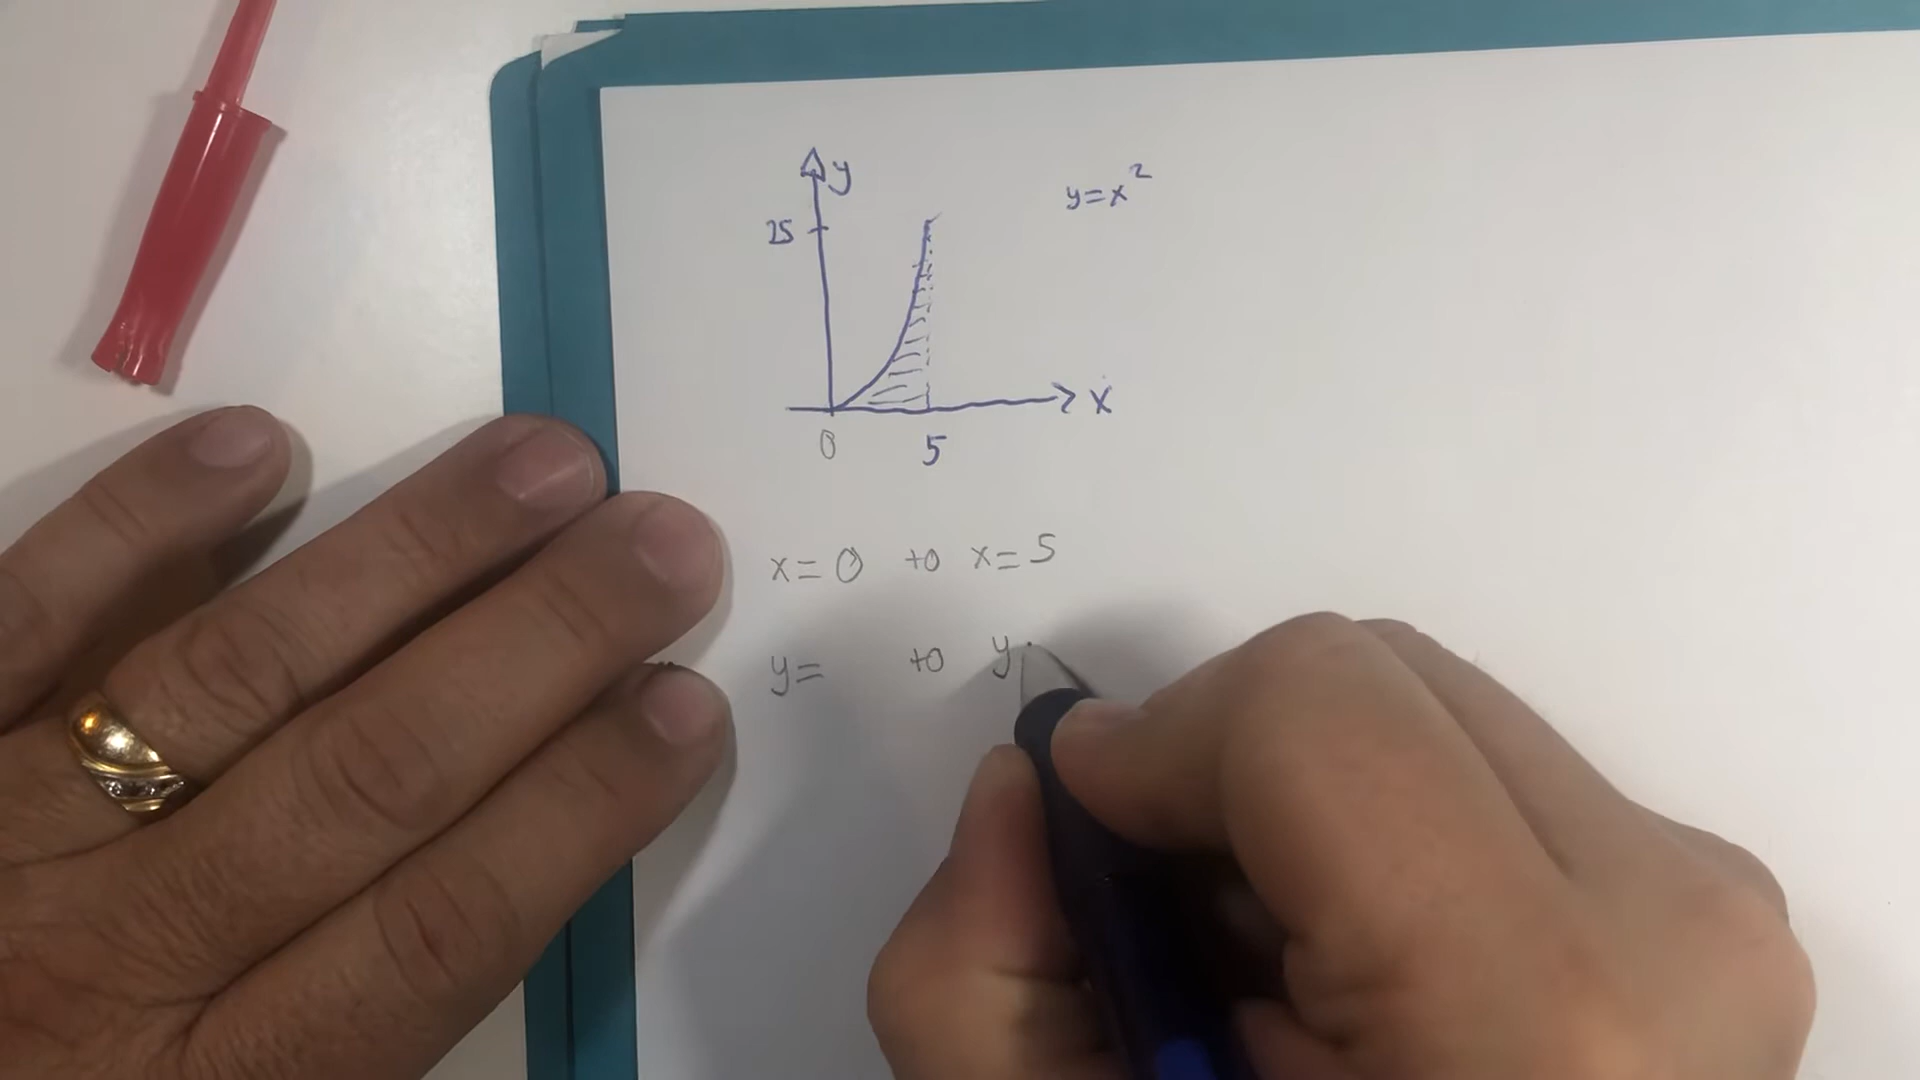 y
25
y=x²
x
0
5
x=0 to x=5
y= to y